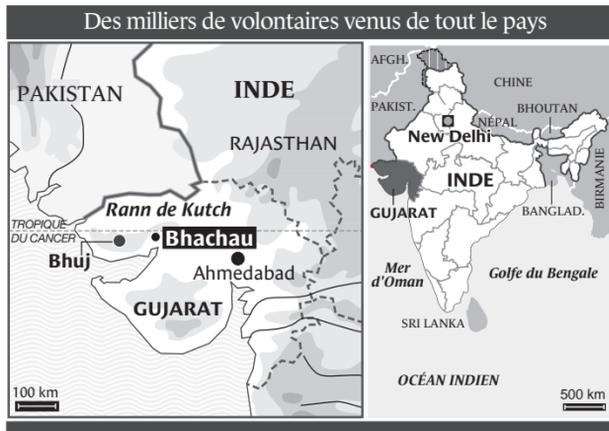 Des milliers de volontaires venus de tout le pays
PAKISTAN
INDE
RAJASTHAN
Rann de Kutch
TROPIQUE
DU CANCER
Bhachau
Bhuj
Ahmedabad
GUJARAT
100 km
AFGH.
CHINE
PAKIST.
BHOUTAN
NÉPAL
New Delhi
INDE
BIRMANIE
GUJARAT
BANGLAD.
Mer
d'Oman
Golfe du Bengale
SRI LANKA
OCÉAN INDIEN
500 km